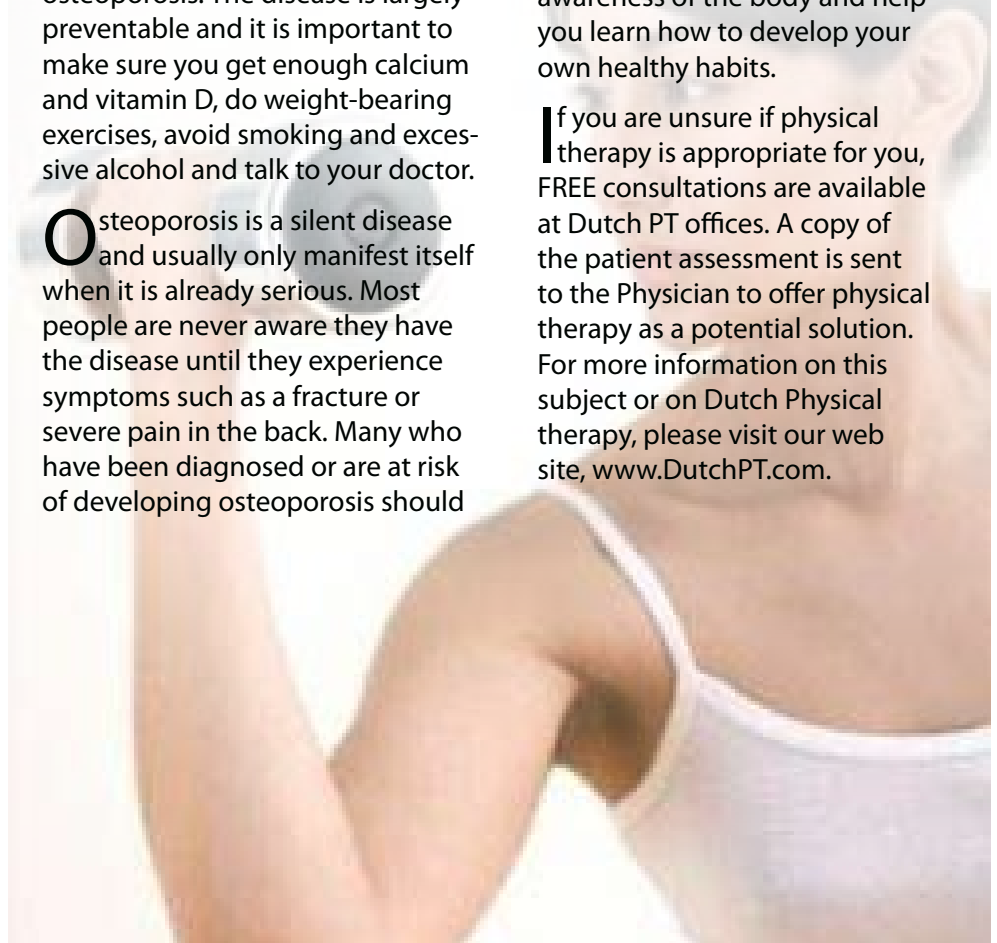 osteoporosis. The disease is largely
preventable and it is important to
make sure you get enough calcium
and vitamin D, do weight-bearing
exercises, avoid smoking and exces-
sive alcohol and talk to your doctor.
Osteoporosis is a silent disease
and usually only manifest itself
when it is already serious. Most
people are never aware they have
the disease until they experience
symptoms such as a fracture or
severe pain in the back. Many who
have been diagnosed or are at risk
of developing osteoporosis should
awareness of the body and help
you learn how to develop your
own healthy habits.
If you are unsure if physical
therapy is appropriate for you,
FREE consultations are available
at Dutch PT offices. A copy of
the patient assessment is sent
to the Physician to offer physical
therapy as a potential solution.
For more information on this
subject or on Dutch Physical
therapy, please visit our web
site, www.DutchPT.com.